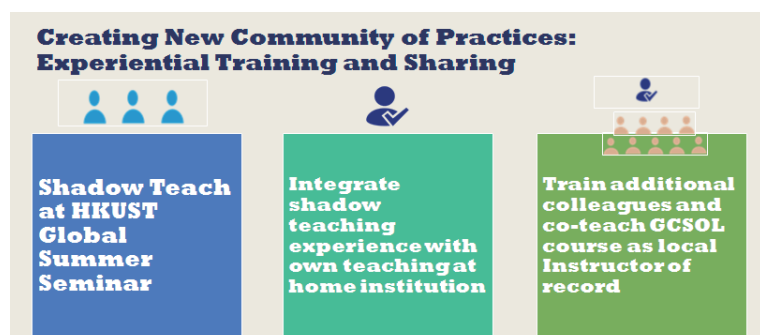 Creating New Community of Practices:
Experiential Training and Sharing
Shadow Teach
at HKUST
Global
Summer
Seminar
Integrate
shadow
teaching
experience with
own teaching at
home institution
Train additional
colleagues and
co-teach GCSOL
course as local
Instructor of
record